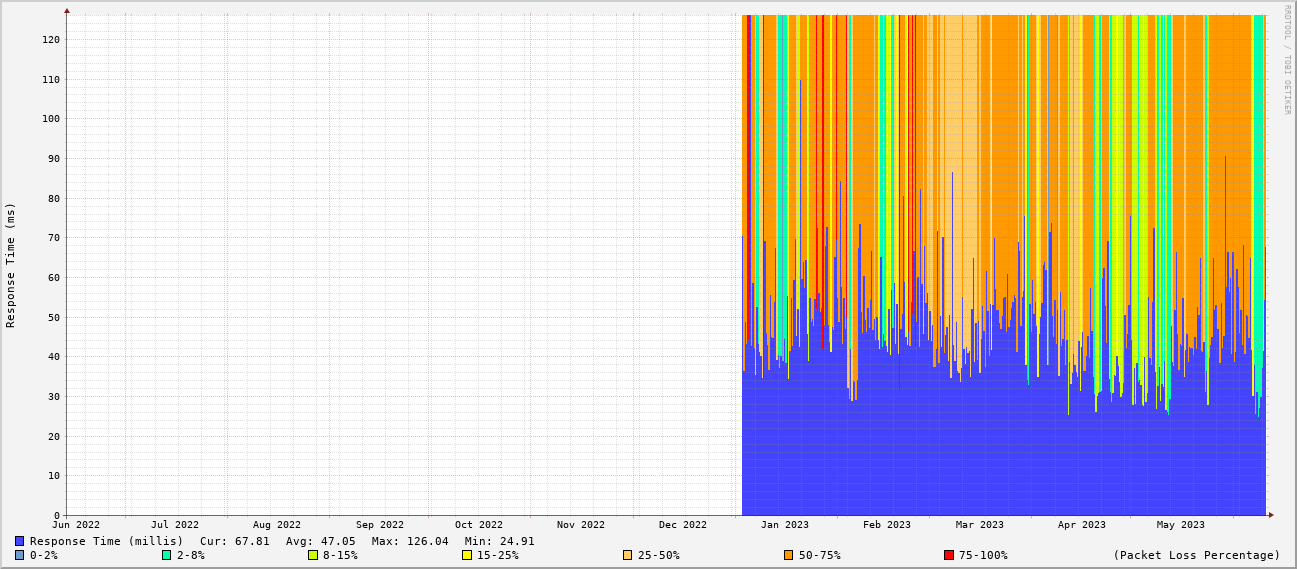 RRDTOOL / TOBI OETIKER
Response Time (ms)
120
110
100
90
80
70
60
50
40
30
20
10
0
Jun 2022 Jul 2022 Aug 2022 Sep 2022 Oct 2022 Nov 2022 Dec 2022 Jan 2023 Feb 2023 Mar 2023 Apr 2023 May 2023
Response Time (millis) Cur: 67.81 Avg: 47.05 Max: 126.04 Min: 24.91
0-2% 2-8% 8-15% 15-25% 25-50% 50-75% 75-100% (Packet Loss Percentage)